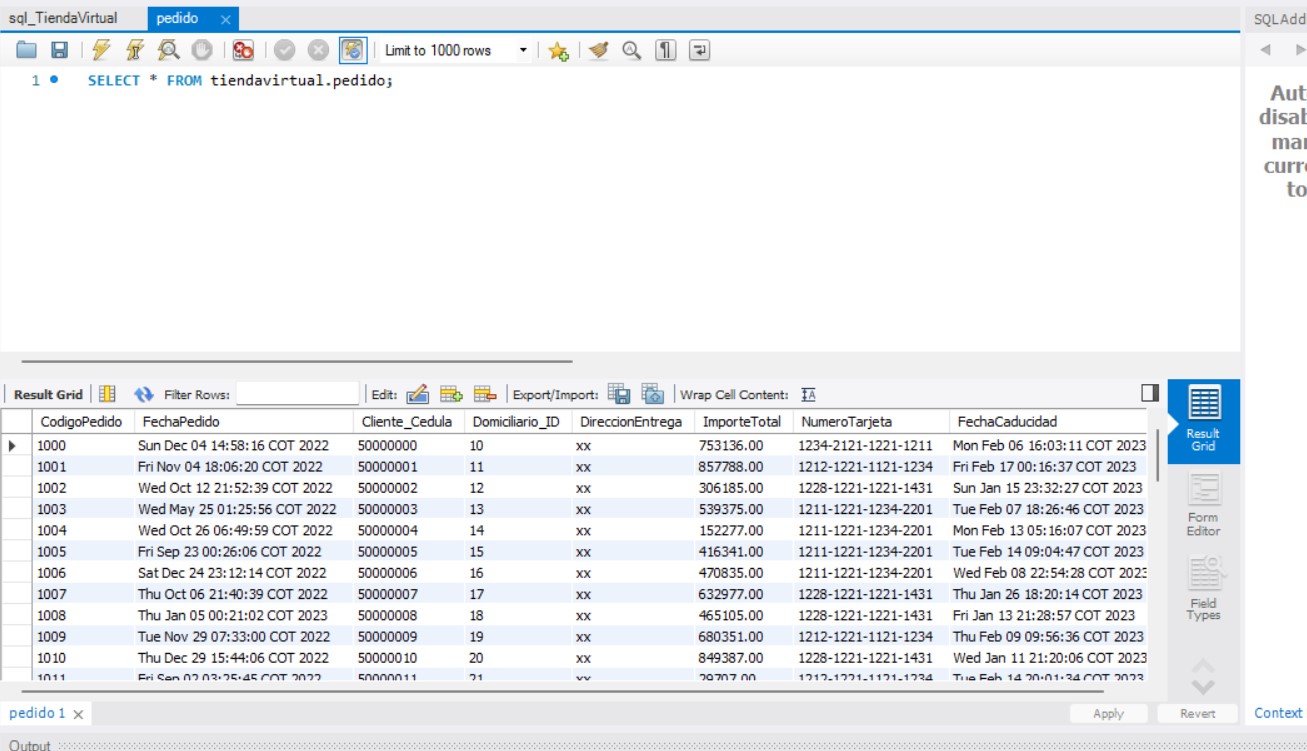 sql_TiendaVirtual pedido × SQLAdd
Limit to 1000 rows
1 SELECT * FROM tiendavirtual.pedido;
Aut
disab
mar
curre
to
Result Grid Filter Rows: Edit: Export/Import: Wrap Cell Content: IA
CodigoPedido FechaPedido Cliente_Cedula Domiciliario_ID DireccionEntrega ImporteTotal NumeroTarjeta FechaCaducidad
1000 Sun Dec 04 14:58:16 COT 2022 50000000 10 xx 753136.00 1234-2121-1221-1211 Mon Feb 06 16:03:11 COT 2023
1001 Fri Nov 04 18:06:20 COT 2022 50000001 11 xx 857788.00 1212-1221-1121-1234 Fri Feb 17 00:16:37 COT 2023
1002 Wed Oct 12 21:52:39 COT 2022 50000002 12 xx 306185.00 1228-1221-1221-1431 Sun Jan 15 23:32:27 COT 2023
1003 Wed May 25 01:25:56 COT 2022 50000003 13 xx 539375.00 1211-1221-1234-2201 Tue Feb 07 18:26:46 COT 2023
1004 Wed Oct 26 06:49:59 COT 2022 50000004 14 xx 152277.00 1211-1221-1234-2201 Mon Feb 13 05:16:07 COT 2023
1005 Fri Sep 23 00:26:06 COT 2022 50000005 15 xx 416341.00 1211-1221-1234-2201 Tue Feb 14 09:04:47 COT 2023
1006 Sat Dec 24 23:12:14 COT 2022 50000006 16 xx 470835.00 1211-1221-1234-2201 Wed Feb 08 22:54:28 COT 2023
1007 Thu Oct 06 21:40:39 COT 2022 50000007 17 xx 632977.00 1228-1221-1221-1431 Thu Jan 26 18:20:14 COT 2023
1008 Thu Jan 05 00:21:02 COT 2023 50000008 18 xx 465105.00 1228-1221-1221-1431 Fri Jan 13 21:28:57 COT 2023
1009 Tue Nov 29 07:33:00 COT 2022 50000009 19 xx 680351.00 1212-1221-1121-1234 Thu Feb 09 09:56:36 COT 2023
1010 Thu Dec 29 15:44:06 COT 2022 50000010 20 xx 849387.00 1228-1221-1221-1431 Wed Jan 11 21:20:06 COT 2023
1011 Fri Sep 02 03:25:45 COT 2022 50000011 21 xx 29707.00 1212-1221-1121-1234 Tue Feb 14 20:01:34 COT 2023
Result
Grid
Form
Editor
Field
Types
pedido 1 × Apply Revert Context
Output